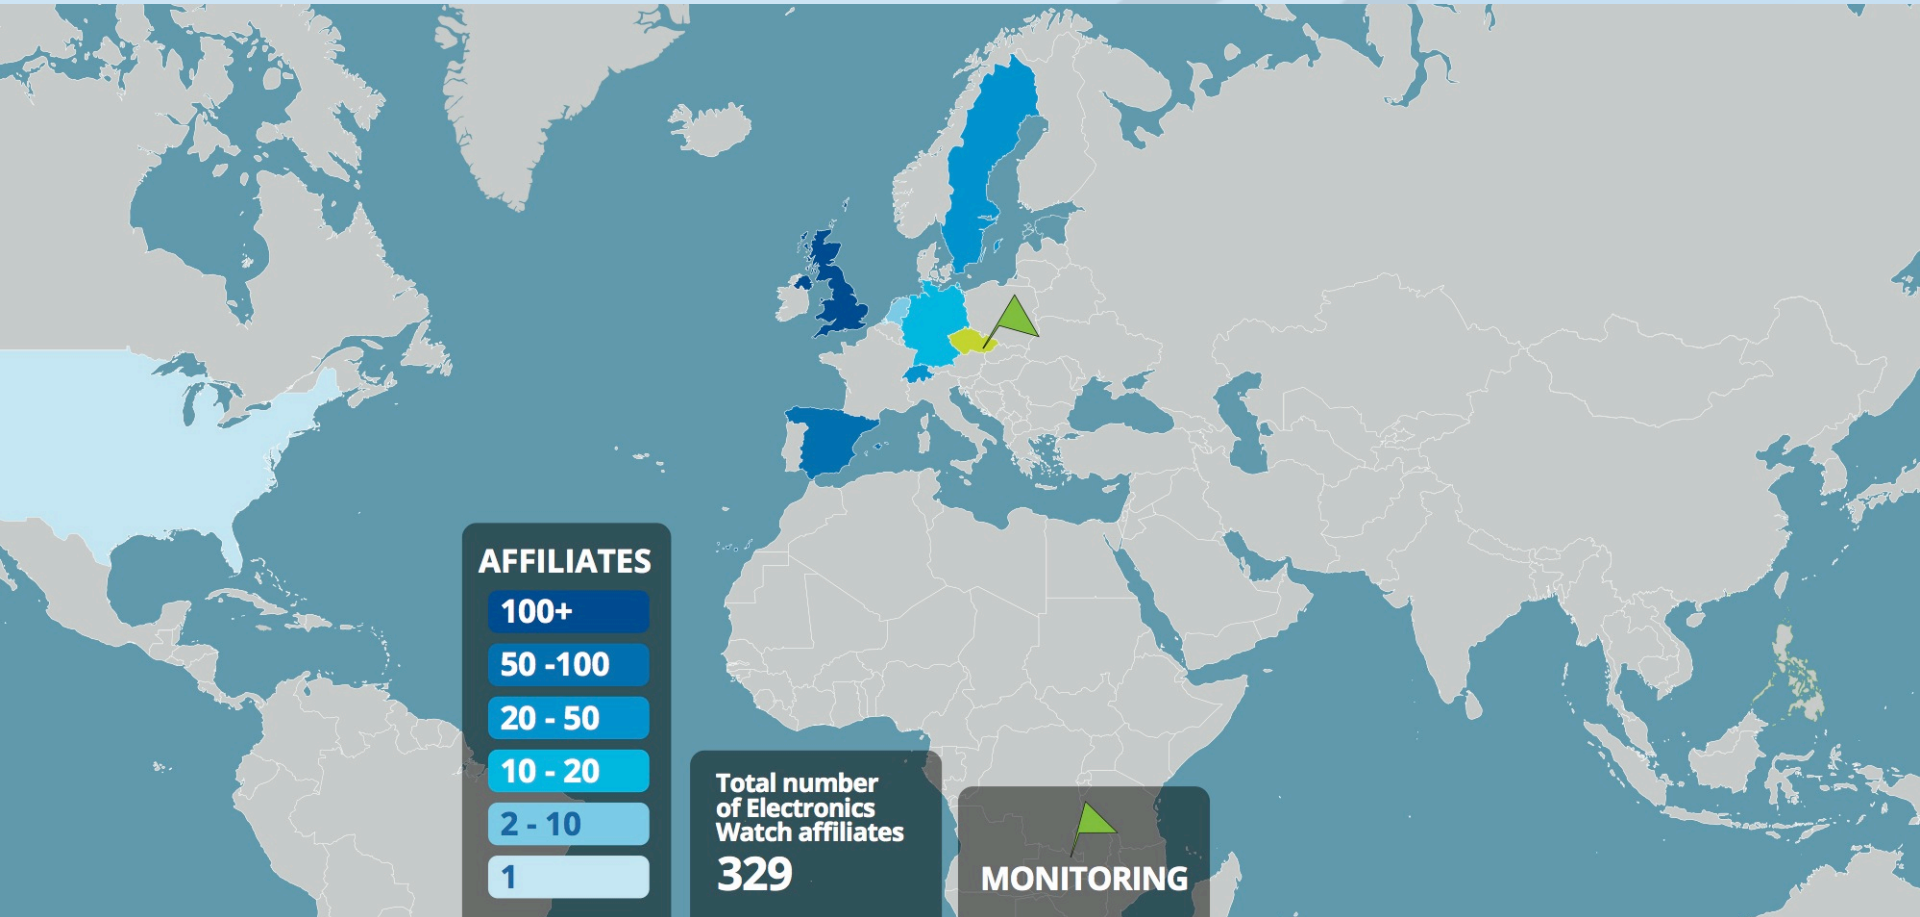 AFFILIATES
100+
50 -100
20 - 50
10 - 20
2 - 10
1
Total number
of Electronics
Watch affiliates
329
MONITORING